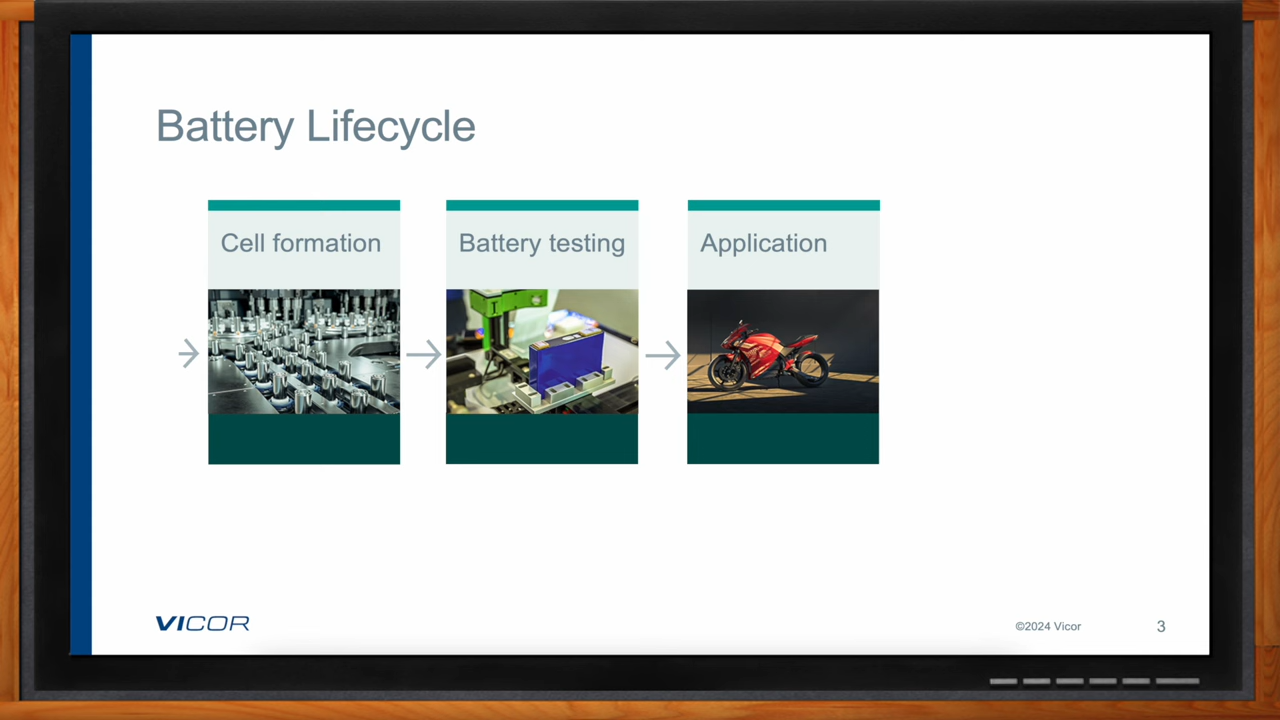 Battery Lifecycle
Cell formation
Battery testing
Application
VICOR
©2024 Vicor
3